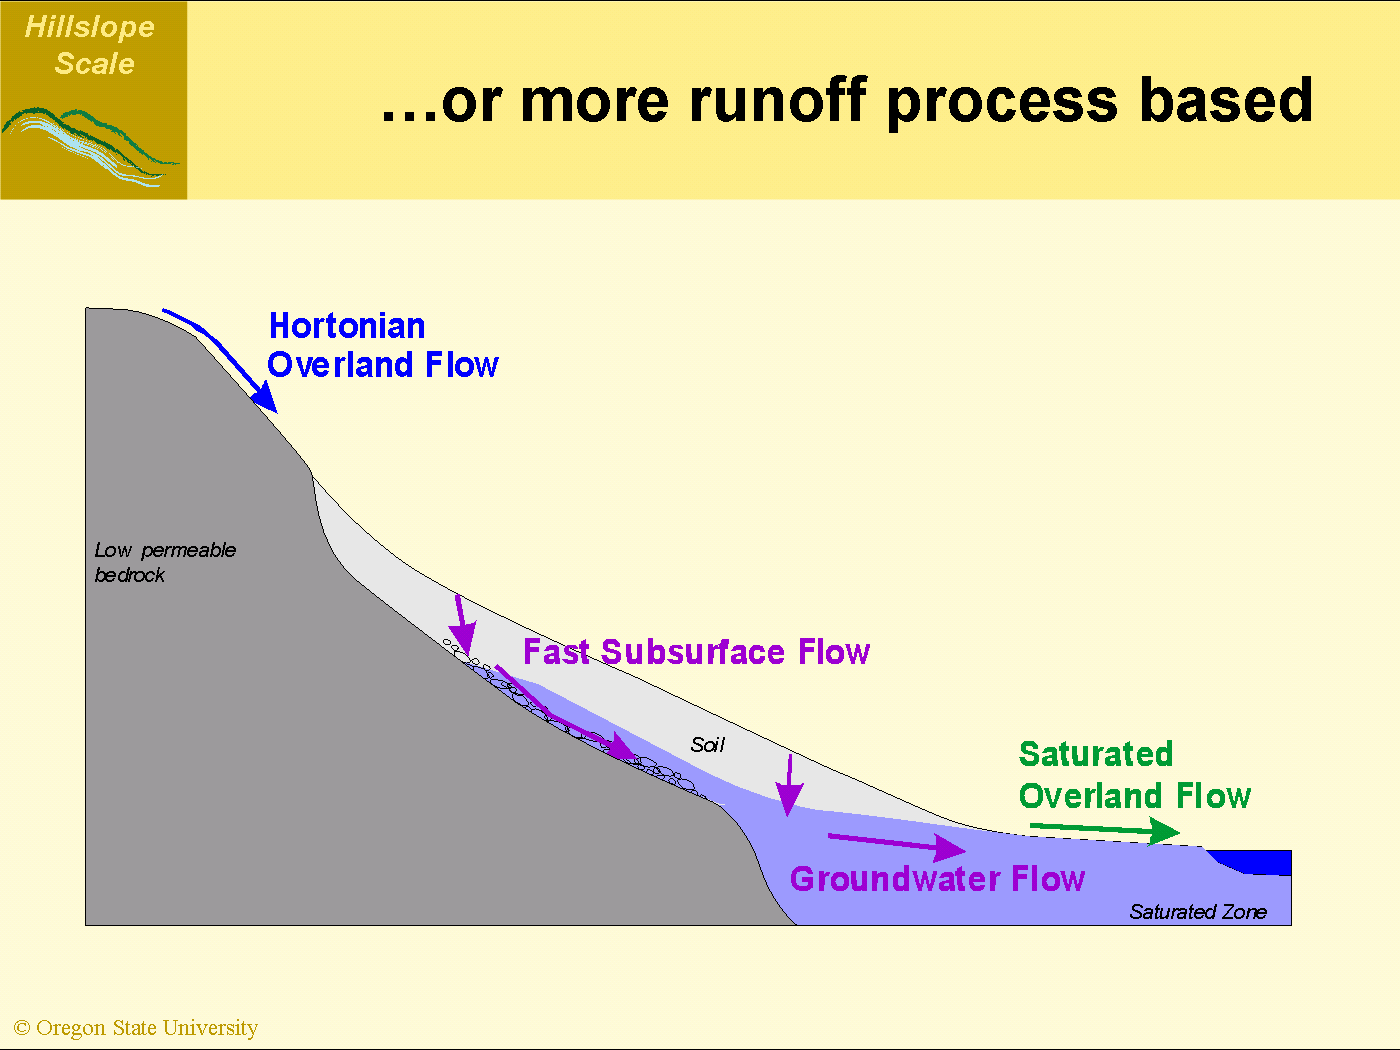 Hillslope
Scale
…or more runoff process based
Hortonian
Overland Flow
Low permeable
bedrock
Fast Subsurface Flow
Soil
Saturated
Overland Flow
Groundwater Flow
Saturated Zone
© Oregon State University